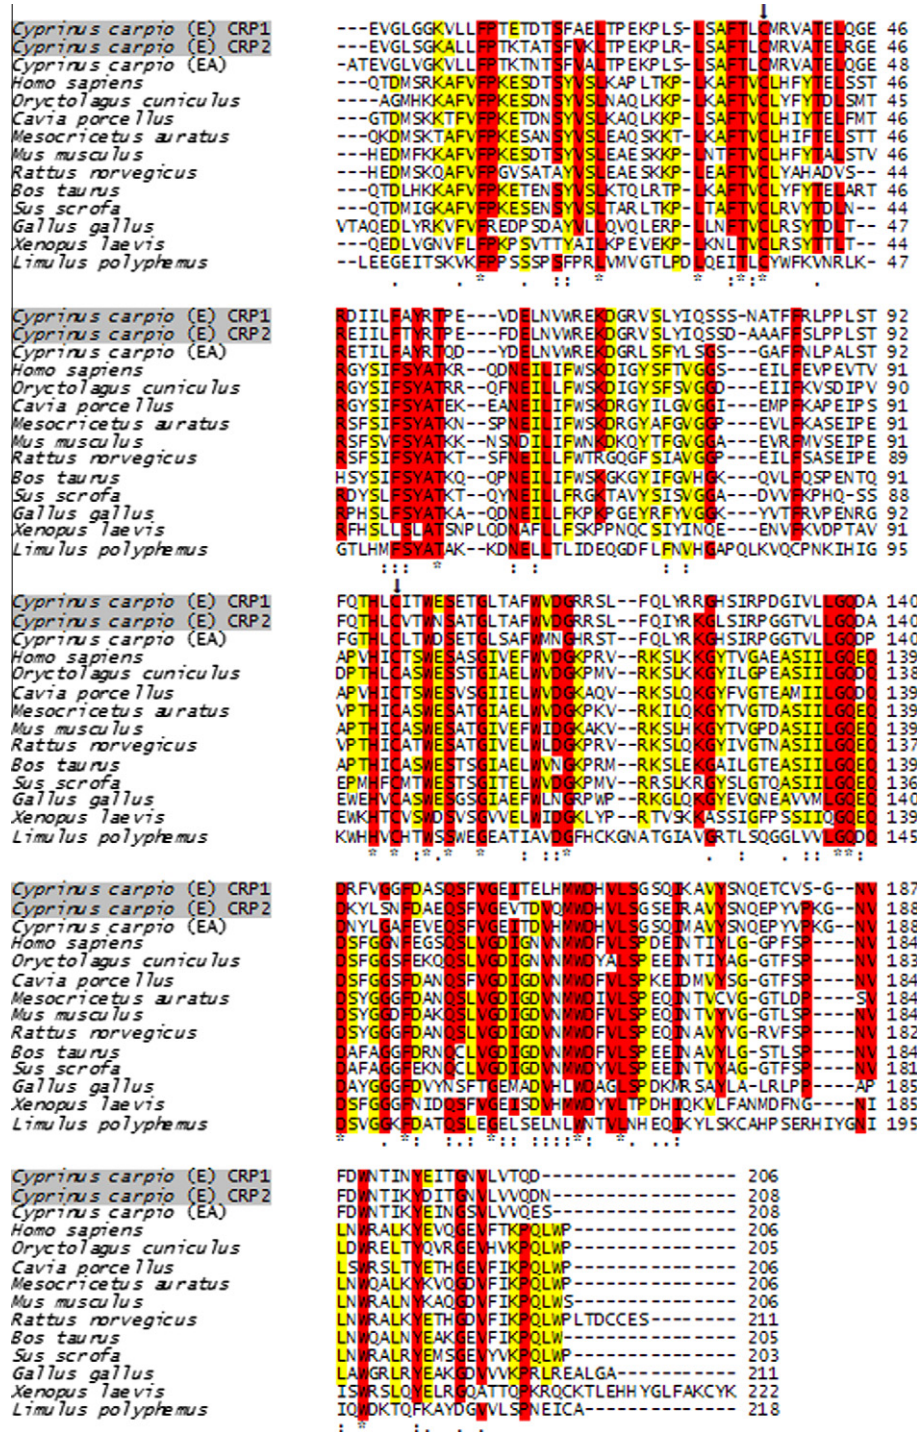 ↓
Cyprinus carpio (E) CRP1 ---EVGLGGKVLLFPTETDTSFAELTPEKPLS-LSAFTLCMRVATELQGE 46
Cyprinus carpio (E) CRP2 ---EVGLSGKALLFPTKTATSFVKLTPEKPLR-LSAFTLCMRVATELRGE 46
Cyprinus carpio (EA) -ATEVGLVGKVLLFPTKTNTSFVALTPEKPLS-LSAFTLCMRVATELQGE 48
Homo sapiens ---QTDMSRKAFVFPKESDTSYVSLKAPLTKP-LKAFTVCLHFYTELSST 46
Oryctolagus cuniculus ----AGMHKKAFVFPKESDNSYVSLNAQLKKP-LKAFTVCLYFYTDLSMT 45
Cavia porcellus ---GTDMSKKAFVFPKETDNSYVSLKAQLKKP-LSAFTVCLHIYTELFMT 46
Mesocricetus auratus ---QKDMSKTAFVFPKESANSYVSLEAQSKKT-LKAFTVCLHIFTELSTT 46
Mus musculus ---HEDMFKKAFVFPKESDTSYVSLEAESKKP-LNTFTVCLHFYTALSTV 46
Rattus norvegicus ---HEDMSKQAFVFPGVSATAYVSLEAESKKP-LEAFTVCLYAHADVS-- 44
Bos taurus ---QTDLHKKAFVFPKETENSYVSLKTQLRTP-LKAFTVCLYFYTELART 46
Sus scrofa ---QTDMIGKAFVFPKESENSYVSLTARLTKP-LTAFTVCLRVYTDLN-- 44
Gallus gallus VTAQEDLYRKVFVFREDPSDAYVLLQVQLERP-LLNFTVCLRSYTDL-T- 47
Xenopus laevis ---QEDLVGNVFLFPKPSVTTYAILKPEVEKP-LKNLTVCLRSYTTLT-- 44
Limulus polyphemus --LEEGEITSKVKFPPSSSPSFPRLVMVGTLPDLQEITLCYWFKVNRLK- 47
. . * . :: * :*:* .
Cyprinus carpio (E) CRP1 RDIILFAYRTPE---VDELNVWREKDGRVSLYIQSSS-NATFFRLPPLST 92
Cyprinus carpio (E) CRP2 REIILFTYRTPE---FDELNVWREKDGRVSLYIQSSD-AAAFFSLPPLST 92
Cyprinus carpio (EA) RETILFAYRTQD---YDELNVWREKDGRLSFYLSGS---GAFFNLPALST 92
Homo sapiens RGYSIFSYATKR--QDNEILIFWSKDIGYSFTVGGS---EILFEVPEVTV 91
Oryctolagus cuniculus RGYSIFSYATRR--QFNEILIFWSKDIGYSFSVGGD---EIIFKVSDIPV 90
Cavia porcellus RGYSIFSYATEK--EANEILIFWSKDRGYILGVGGI---EMPFKAPEIPS 91
Mesocricetus auratus RSFSIFSYATKN--SPNEILIFWSKDRGYAFGVGGP---EVLFKASEIPE 91
Mus musculus RSFSVFSYATKK--NSNDILIFWNKDKQYTFGVGGA---EVRFMVSEIPE 91
Rattus norvegicus RSFSIFSYATKT--SFNEILLFWTRGQGFSIAVGGP---EILFSASEIPE 89
Bos taurus HSYSIFSYATKQ--QPNEILIFWSKGKGYIFGVHGK---QVLFQSPENTQ 91
Sus scrofa RDYSLFSYATKT--QYNEILLFRGKTAVYSISVGGA---DVVFKPHQ-SS 88
Gallus gallus RPHSLFSYATKA--QDNEILLFKPKPGEYRFYVGGK---YVTFRVPENRG 92
Xenopus laevis RFHSLLSLATSNPLQDNAFLLFSKPPNQCSIYINQE---ENVFKVDPTAV 91
Limulus polyphemus GTLHMFSYATAK--KDNELLTLIDEQGDFLFNVHGAPQLKVQCPNKIHIG 95
::: * : : : :
↓
Cyprinus carpio (E) CRP1 FQTHLCITWESETGLTAFWVDGRRSL--FQLYRRGHSIRPDGIVLLGQDA 140
Cyprinus carpio (E) CRP2 FQTHLCVTWNSATGLTAFWVDGRRSL--FQIYRKGLSIRPGGTVLLGQDA 140
Cyprinus carpio (EA) FGTHLCLTWDSETGLSAFWMNGHRST--FQLYRKGHSIRPGGTVLLGQDP 140
Homo sapiens APVHICTSWESASGIVEFWVDGKPMV--RKSLKKGYTVGAEASIILGQEQ 139
Oryctolagus cuniculus DPTHLCASWESSTGIAELWVDGKPMV--RKSLKKGYILGPEASIILGQDQ 138
Cavia porcellus APVHICTSWESVSGIIELWVDGKAQV--RKSLQKGYFVGTEAMIILGQDQ 139
Mesocricetus auratus VPTHICASWESATGIAELWVDGKPKV--RKILQKGYTVGTDASIILGQEQ 139
Mus musculus APTHICASWESATGIVEFWIDGKAKV--RKSLHKGYTVGPDASIILGQEQ 139
Rattus norvegicus VPTHICATWESATGIVELWLDGKPRV--RKSLQKGYIVGTNASIILGQEQ 137
Bos taurus APTHICASWESTSGIAELWVNGKPRM--RKSLEKGAILGTEASIILGQEQ 139
Sus scrofa EPMHFCMTWESTSGITELWVDGKPMV--RRSLKRGYSLGTQASIILGQEQ 136
Gallus gallus EWEHVCASWESGSGIAEFWLNGRPWP--RKGLQKGYEVGNEAVVMLGQEQ 140
Xenopus laevis EWKHTCVSWDSVSGVVELWIDGKLYP--RTVSKKASSIGFPSSIIQGQEQ 139
Limulus polyphemus KWHHVCHTWSSWEGEATIAVDGFHCKGNATGIAVGRTLSQGGLVVLGQDQ 145
* * :*.* * : ::* . : . :: **:
Cyprinus carpio (E) CRP1 DRFVGGFDASQSFVGEITELHMWDHVLSGSQIKAVYSNQETCVS-G--NV 187
Cyprinus carpio (E) CRP2 DKYLSNFDAEQSFVGEVTDVQMWDHVLSGSEIRAVYSNQEPYVPKG--NV 188
Cyprinus carpio (EA) DNYLGAFEVEQSFVGEITDVHMWDHVLSGSQIMAVYSNQEPYVPKG--NV 188
Homo sapiens DSFGGNFEGSQSLVGDIGNVNMWDFVLSPDEINTIYLG-GPFSP----NV 184
Oryctolagus cuniculus DSFGGSFEKQQSLVGDIGNVNMWDYALSPEEINTIYAG-GTFSP----NV 183
Cavia porcellus DSFGGSFDANQSFVGDIGDVNMWDFVLSPKEIDMVYSG-GTFSP----NV 184
Mesocricetus auratus DSYGGGFDANQSLVGDIGDVNMWDIVLSPEQINTVCVG-GTLDP----SV 184
Mus musculus DSYGGDFDAKQSLVGDIGDVNMWDFVLSPEQINTVYVG-GTLSP----NV 184
Rattus norvegicus DSYGGGFDANQSLVGDIGDVNMWDFVLSPEQINAVYVG-RVFSP----NV 182
Bos taurus DAFAGGFDRNQCLVGDIGDVNMWDFVLSPEEINAVYLG-STLSP----NV 184
Sus scrofa DAFAGGFEKNQCLVGDIGDVNMWDYVLSPEEINTVYAG-GTFSP----NV 181
Gallus gallus DAYGGGFDVYNSFTGEMADVHLWDAGLSPDKMRSAYLA-LRLPP----AP 185
Xenopus laevis DSFGGGFNIDQSFVGEISDVHMWDYVLTPDHIQKVLFANMDFNG----NI 185
Limulus polyphemus DSVGGKFDATQSLEGELSELNLWNTVLNHEQIKYLSKCAHPSERHIYGNI 195
* . *: :.: *:: :::*: *. .. :
Cyprinus carpio (E) CRP1 FDWNTINYEITGNVLVTQD---------------- 206
Cyprinus carpio (E) CRP2 FDWNTIKYDITGNVLVVQDN--------------- 208
Cyprinus carpio (EA) FDWNTIKYEINGSVLVVQES--------------- 208
Homo sapiens LNWRALKYEVQGEVFTKPQLWP------------- 206
Oryctolagus cuniculus LDWRELTYQVRGEVHVKPQLWP------------- 205
Cavia porcellus LSWRSLTYETHGEVFIKPQLWP------------- 206
Mesocricetus auratus LNWQALKYKVQGDVFIKPQLWP------------- 206
Mus musculus LNWRALNYKAQGDVFIKPQLWS------------- 206
Rattus norvegicus LNWRALKYETHGDVFIKPQLWPLTDCCES------ 211
Bos taurus LNWQALNYEAKGEVFIKPQLW-------------- 205
Sus scrofa LNWRALRYEMSGEVYVKPQLWP------------- 203
Gallus gallus LAWGRLRYEAKGDVVVKPRLREALGA--------- 211
Xenopus laevis ISWRSLQYELRGQATTQPKRQCKTLEHHYGLFAKCYK 222
Limulus polyphemus IQWDKTQFKAYDGVVLSPNEICA------------ 218
: * :. . .